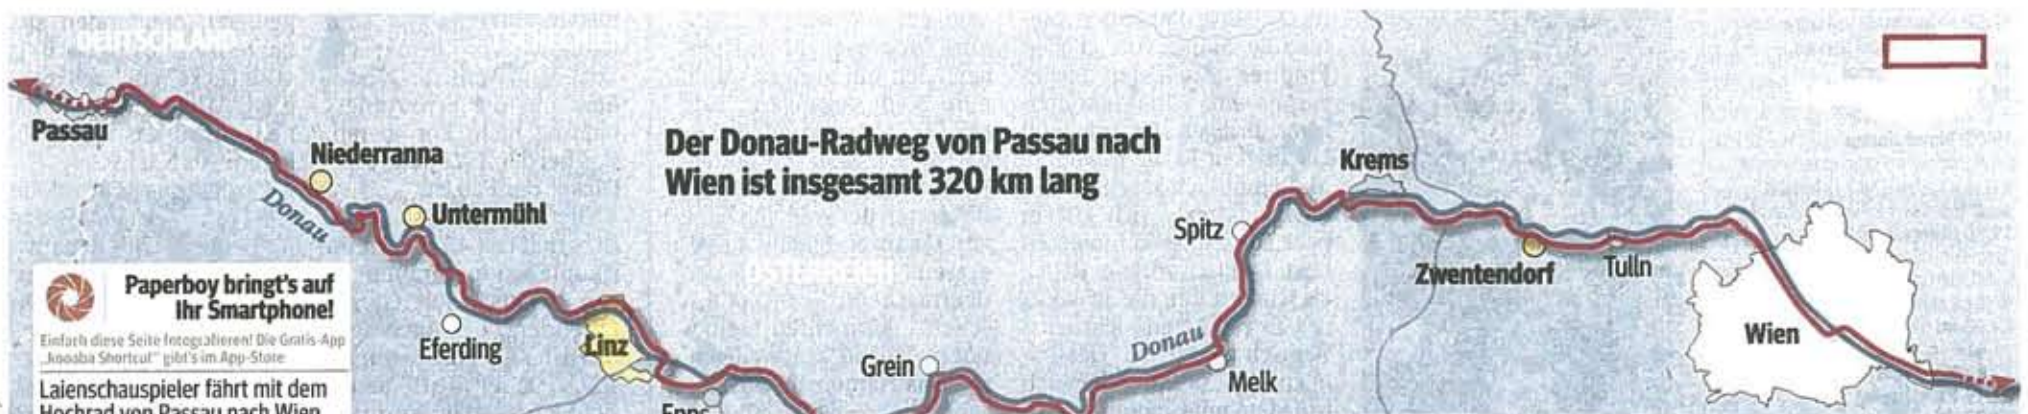 DEUTSCHLAND
Passau
Niederranna
Donau
Untermühl
Der Donau-Radweg von Passau nach
Wien ist insgesamt 320 km lang
Krems
Spitz
Zwentendorf
Tulln
Wien
Paperboy bringt's auf
Ihr Smartphone!
Einfach diese Seite fotografieren! Die Gratis-App
„kooaba Shortcut" gibt's im App-Store
Eferding
Linz
Grein
Donau
Melk
Laienschauspieler fährt mit dem
Hochrad von Passau nach Wien
Enns